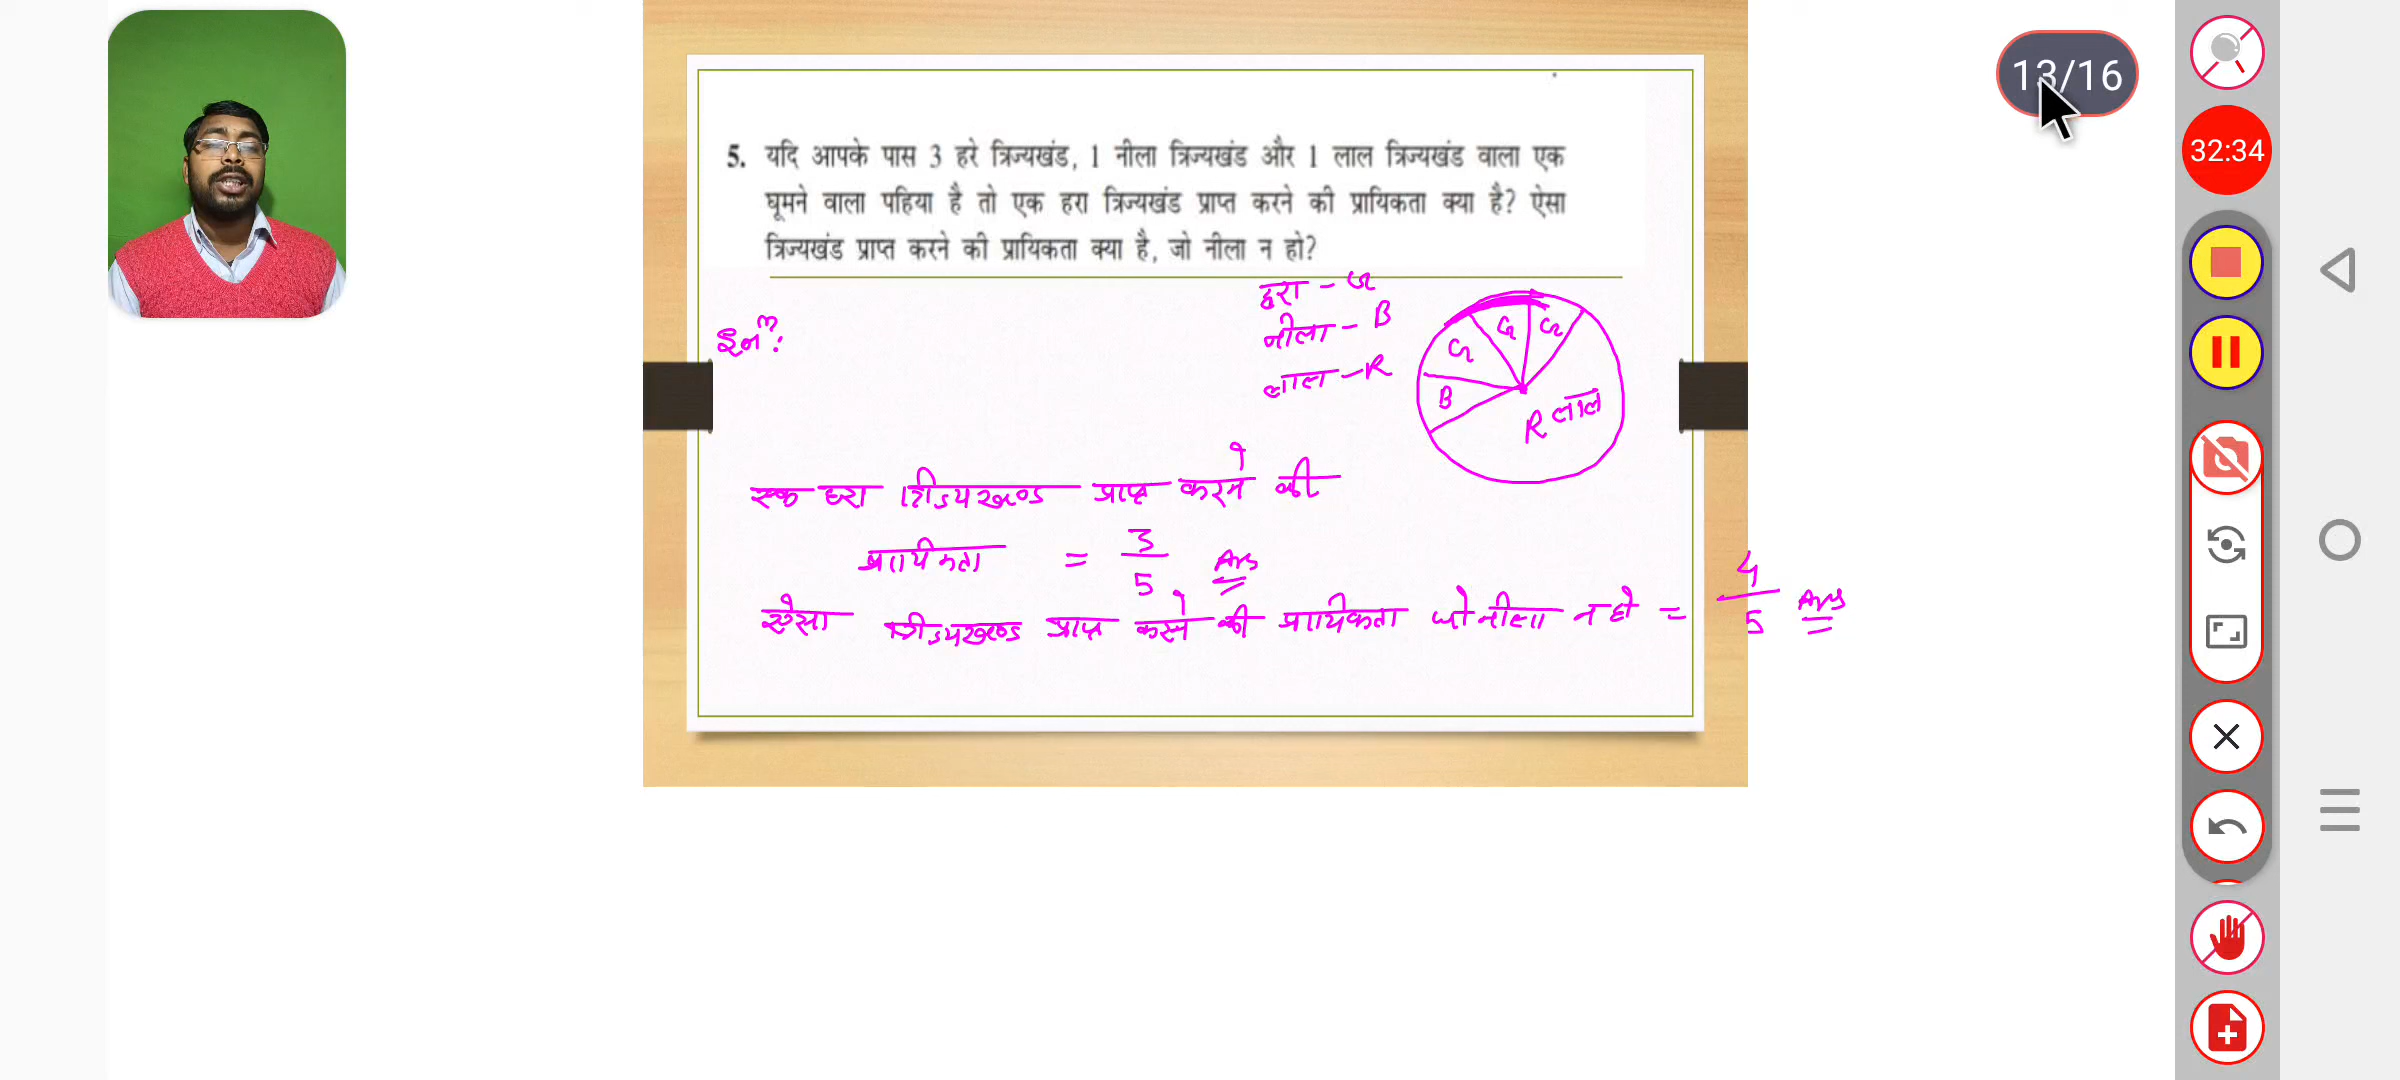 13/16
32:34
5. यदि आपके पास 3 हरे त्रिज्यखंड, 1 नीला त्रिज्यखंड और 1 लाल त्रिज्यखंड वाला एक
घूमने वाला पहिया है तो एक हरा त्रिज्यखंड प्राप्त करने की प्रायिकता क्या है? ऐसा
त्रिज्यखंड प्राप्त करने की प्रायिकता क्या है, जो नीला न हो?
हरा - G
नीला - B
लाल - R
G G G
B
R लाल
एक हरा त्रिज्यखण्ड प्राप्त करने की
प्रायिकता = 3/5 Ans
ऐसा त्रिज्यखण्ड प्राप्त करने की प्रायिकता जो नीला न हो = 4/5 Ans